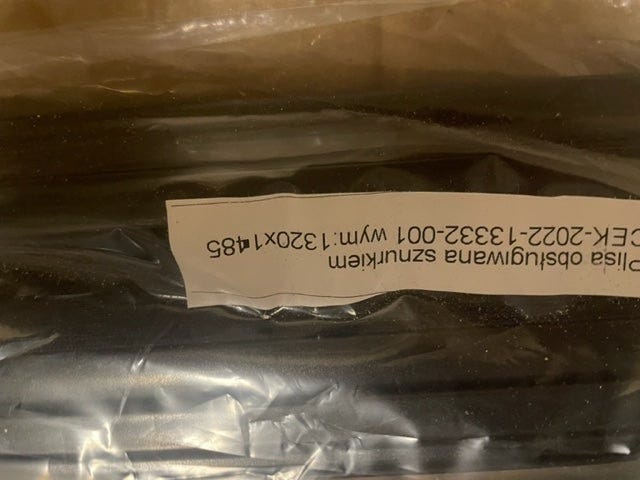 Plisa obsługiwana sznurkiem
CEK-2022-13332-001 wym:1320x1485